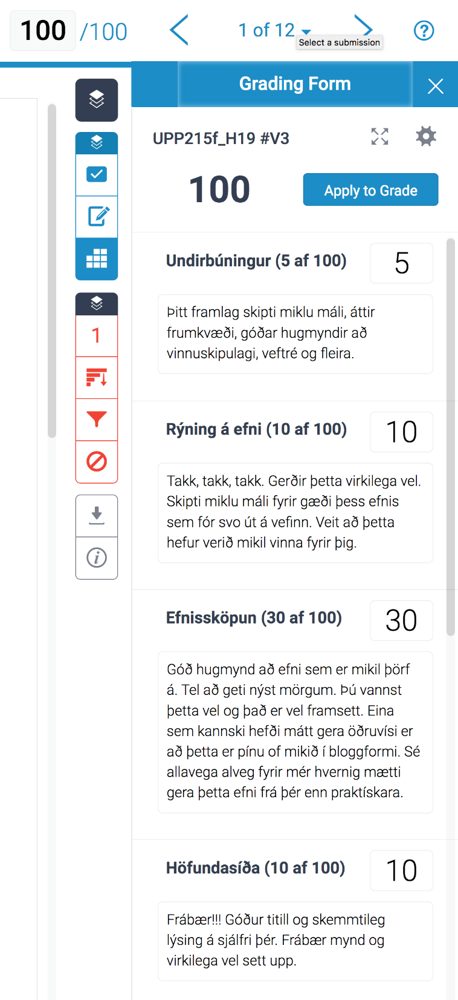 100 /100
1 of 12
Select a submission
Grading Form
UPP215f_H19 #V3
100
Apply to Grade
1
Undirbúningur (5 af 100)
5
Þitt framlag skipti miklu máli, áttir
frumkvæði, góðar hugmyndir að
vinnuskipulagi, veftré og fleira.
Rýning á efni (10 af 100)
10
Takk, takk, takk. Gerðir þetta virkilega vel.
Skipti miklu máli fyrir gæði þess efnis
sem fór svo út á vefinn. Veit að þetta
hefur verið mikil vinna fyrir þig.
Efnissköpun (30 af 100)
30
Góð hugmynd að efni sem er mikil þörf
á. Tel að geti nýst mörgum. Þú vannst
þetta vel og það er vel framsett. Eina
sem kannski hefði mátt gera öðruvísi er
að þetta er pínu of mikið í bloggformi. Sé
allavega alveg fyrir mér hvernig mætti
gera þetta efni frá þér enn praktískara.
Höfundasíða (10 af 100)
10
Frábær!!! Góður titill og skemmtileg
lýsing á sjálfri þér. Frábær mynd og
virkilega vel sett upp.